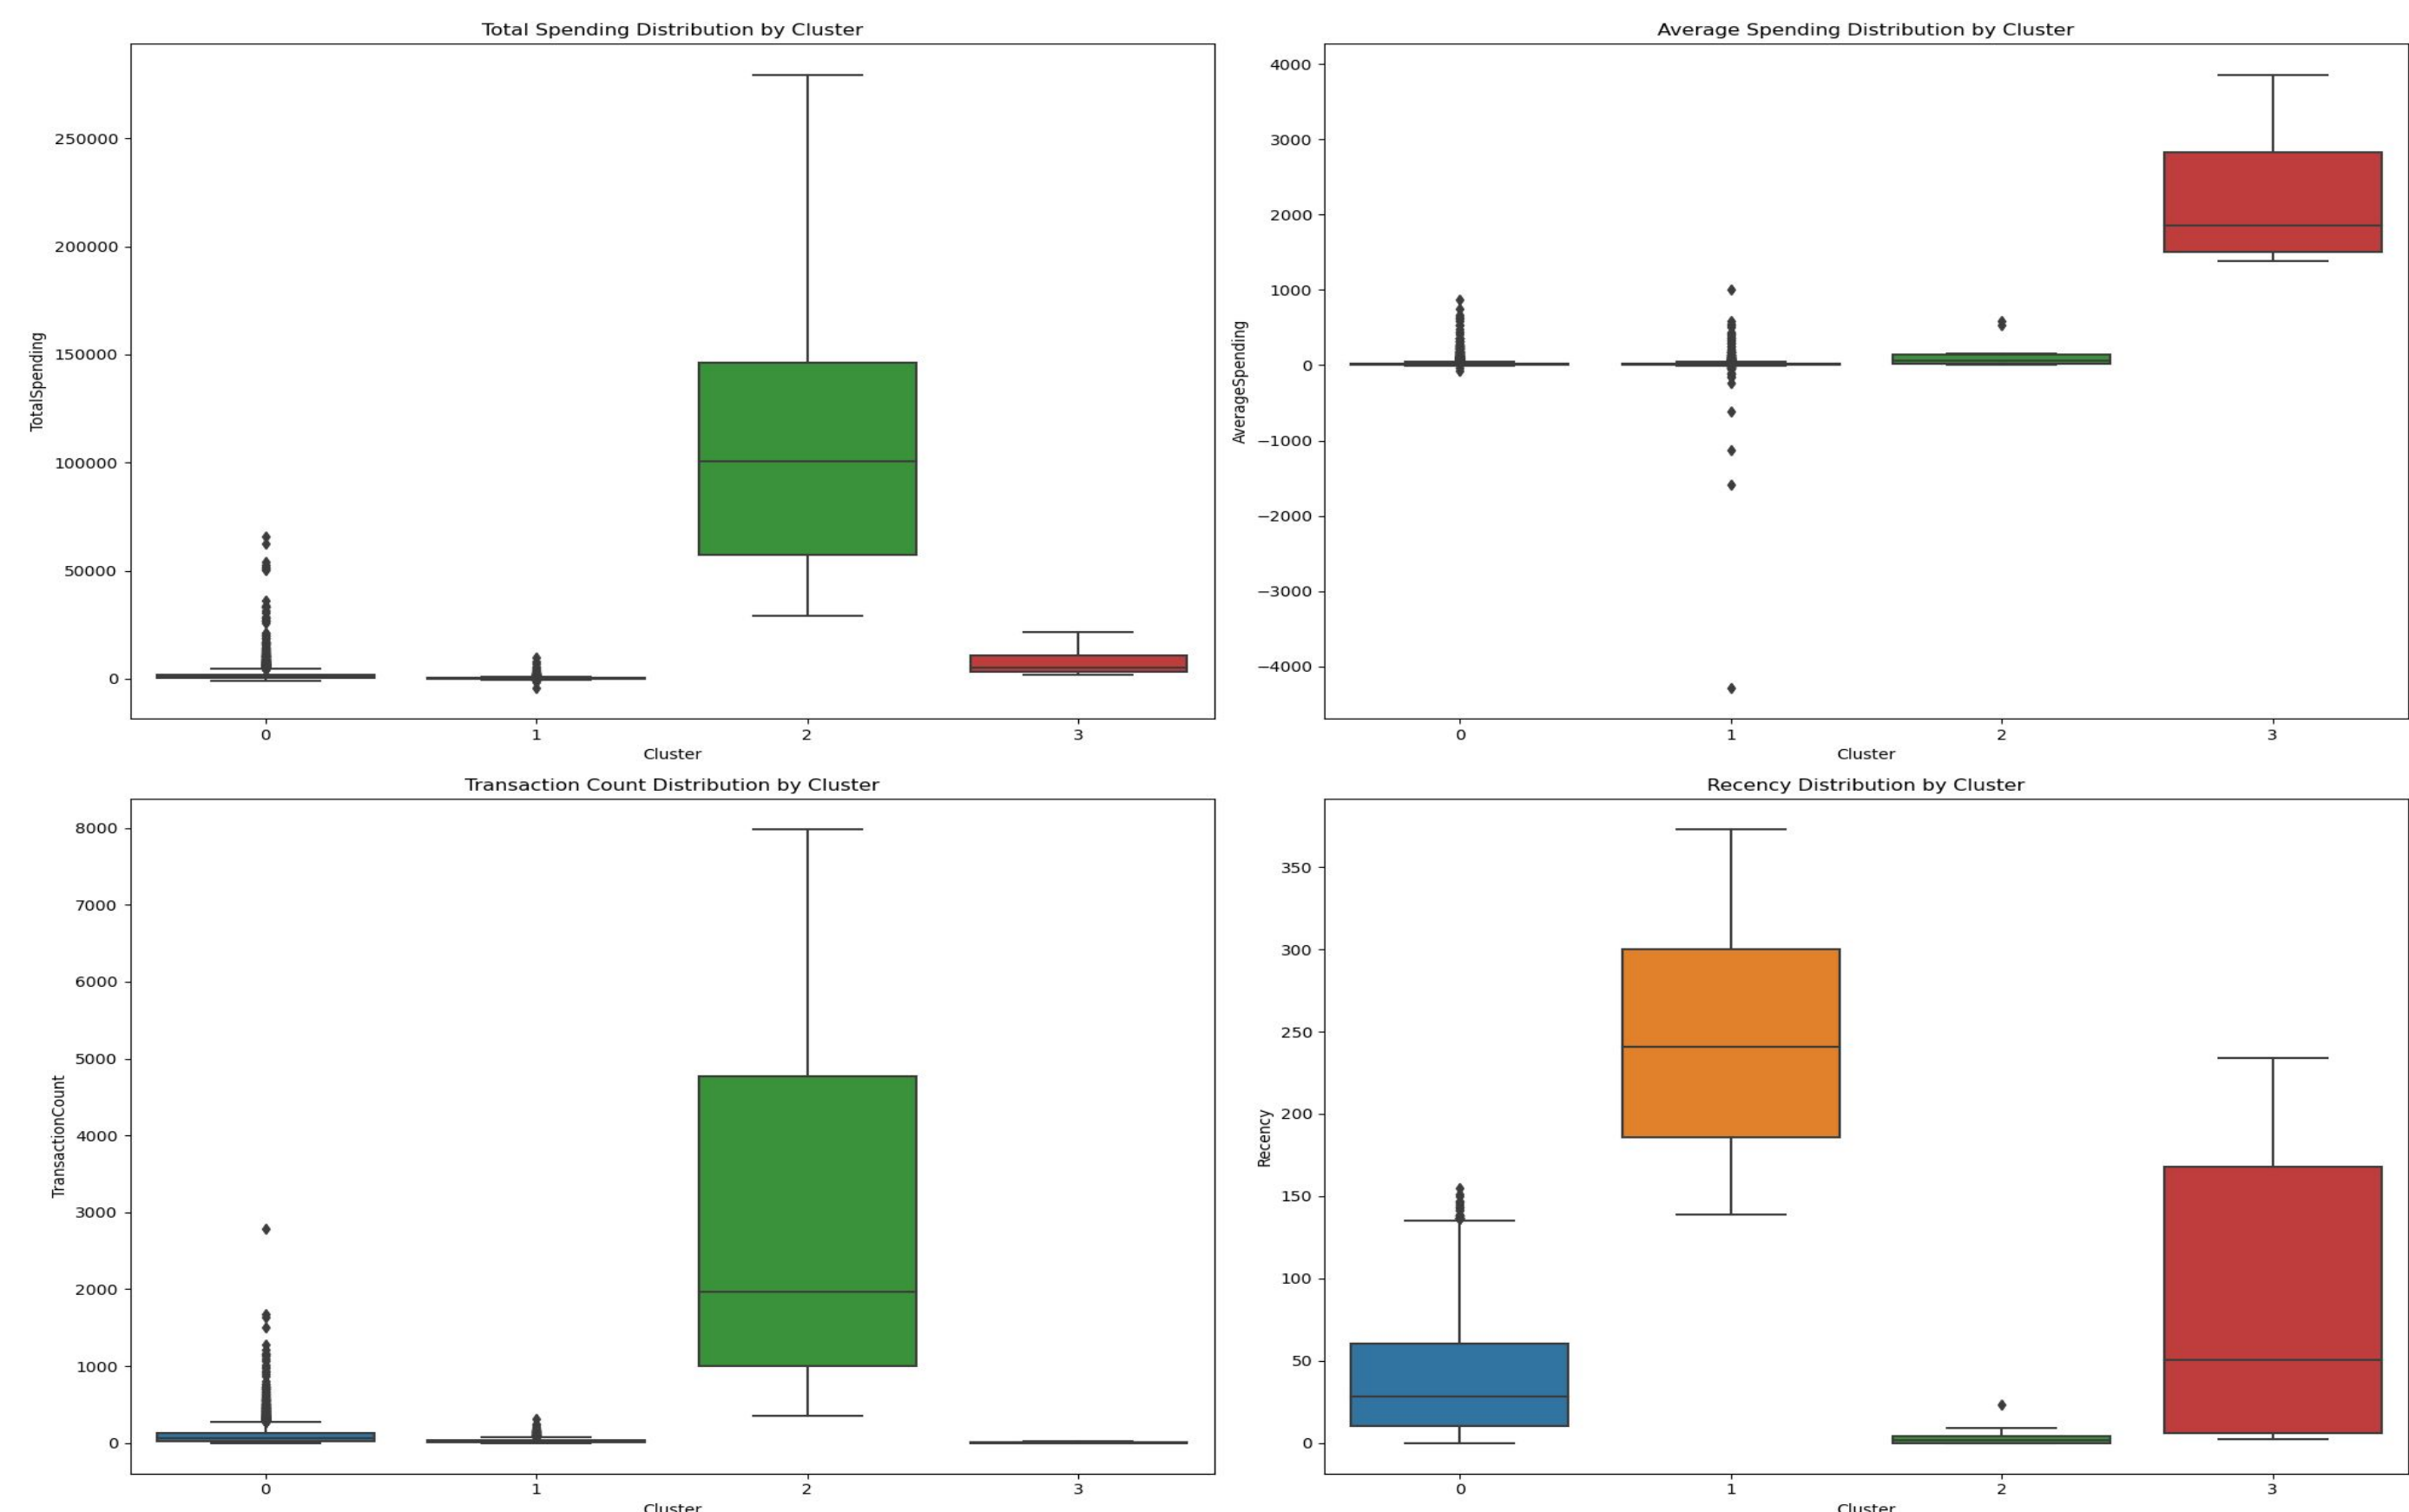 Total Spending Distribution by Cluster
250000
200000
150000
100000
50000
0
TotalSpending
0 1 2 3
Cluster
Average Spending Distribution by Cluster
4000
3000
2000
1000
0
−1000
−2000
−3000
−4000
AverageSpending
0 1 2 3
Cluster
Transaction Count Distribution by Cluster
8000
7000
6000
5000
4000
3000
2000
1000
0
TransactionCount
0 1 2 3
Cluster
Recency Distribution by Cluster
350
300
250
200
150
100
50
0
Recency
0 1 2 3
Cluster